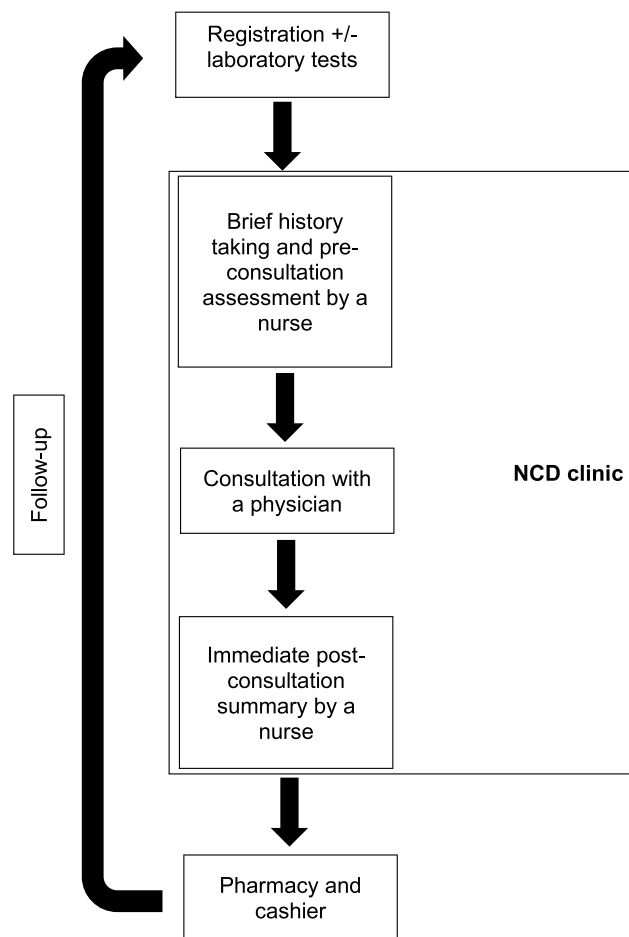 Registration +/-
laboratory tests
Brief history
taking and pre-
consultation
assessment by a
nurse
Follow-up
Consultation with
a physician
NCD clinic
Immediate post-
consultation
summary by a
nurse
Pharmacy and
cashier